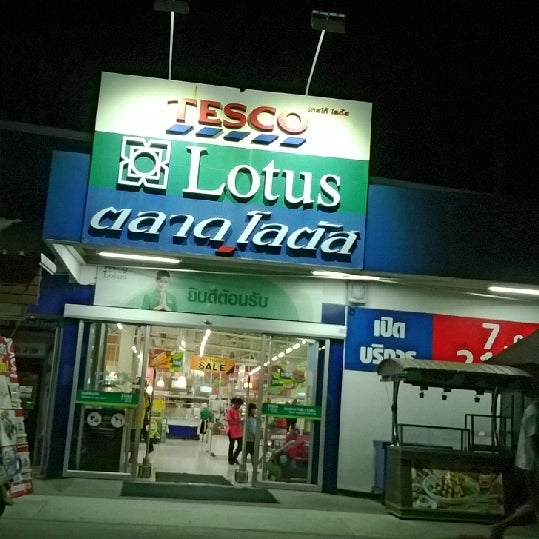 TESCO
เทสโก้ โลตัส
Lotus
ตลาด โลตัส
Lotus
ยินดีต้อนรับ
เปิด
บริการ
7
SALE